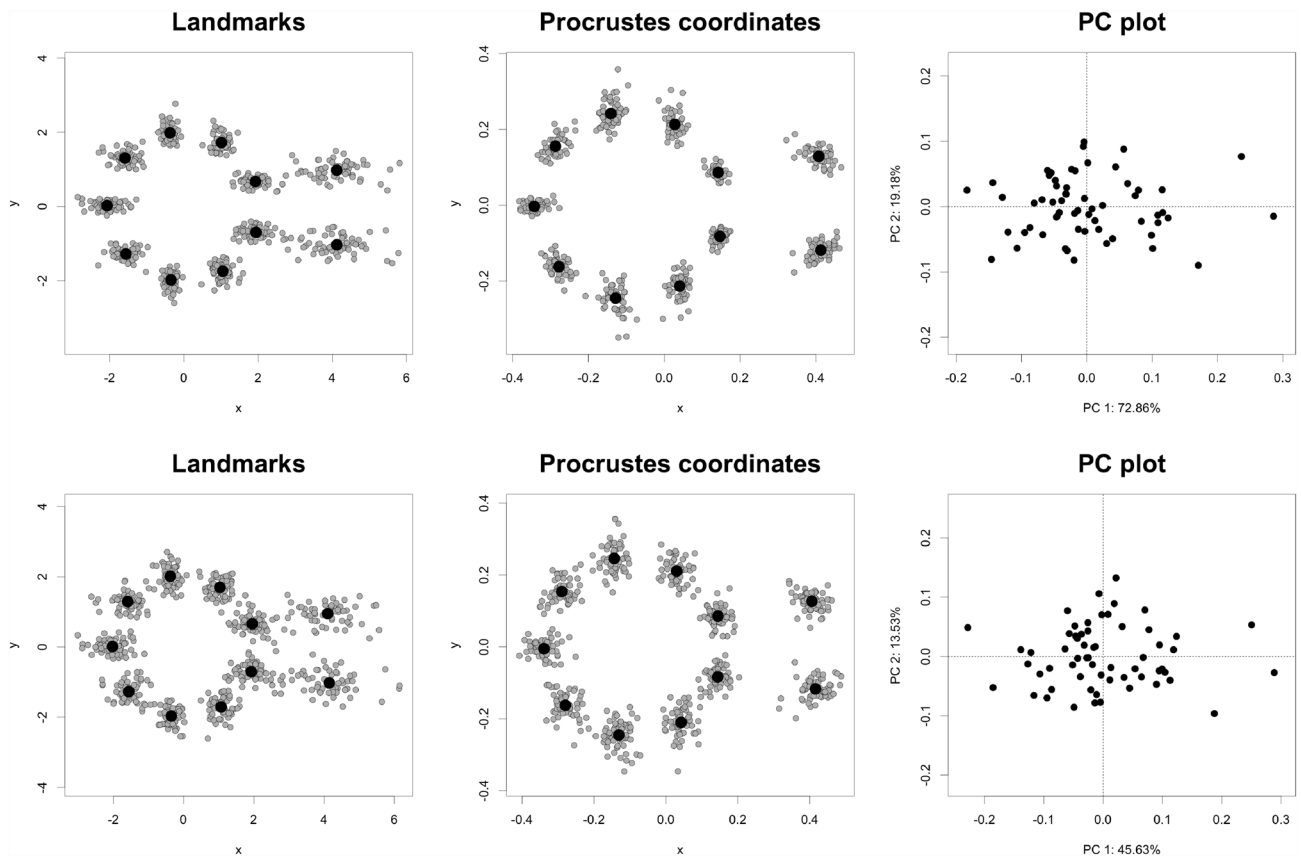 Landmarks
Procrustes coordinates
PC plot
4
2
0
-2
y
-2 0 2 4 6
x
0.4
0.2
0.0
-0.2
y
-0.4 -0.2 0.0 0.2 0.4
x
0.2
0.1
0.0
-0.1
-0.2
PC 2: 19.18%
-0.2 -0.1 0.0 0.1 0.2 0.3
PC 1: 72.86%
Landmarks
Procrustes coordinates
PC plot
4
2
0
-2
-4
y
-2 0 2 4 6
x
0.4
0.2
0.0
-0.2
-0.4
y
-0.4 -0.2 0.0 0.2 0.4
x
0.2
0.1
0.0
-0.1
-0.2
PC 2: 13.53%
-0.2 -0.1 0.0 0.1 0.2 0.3
PC 1: 45.63%